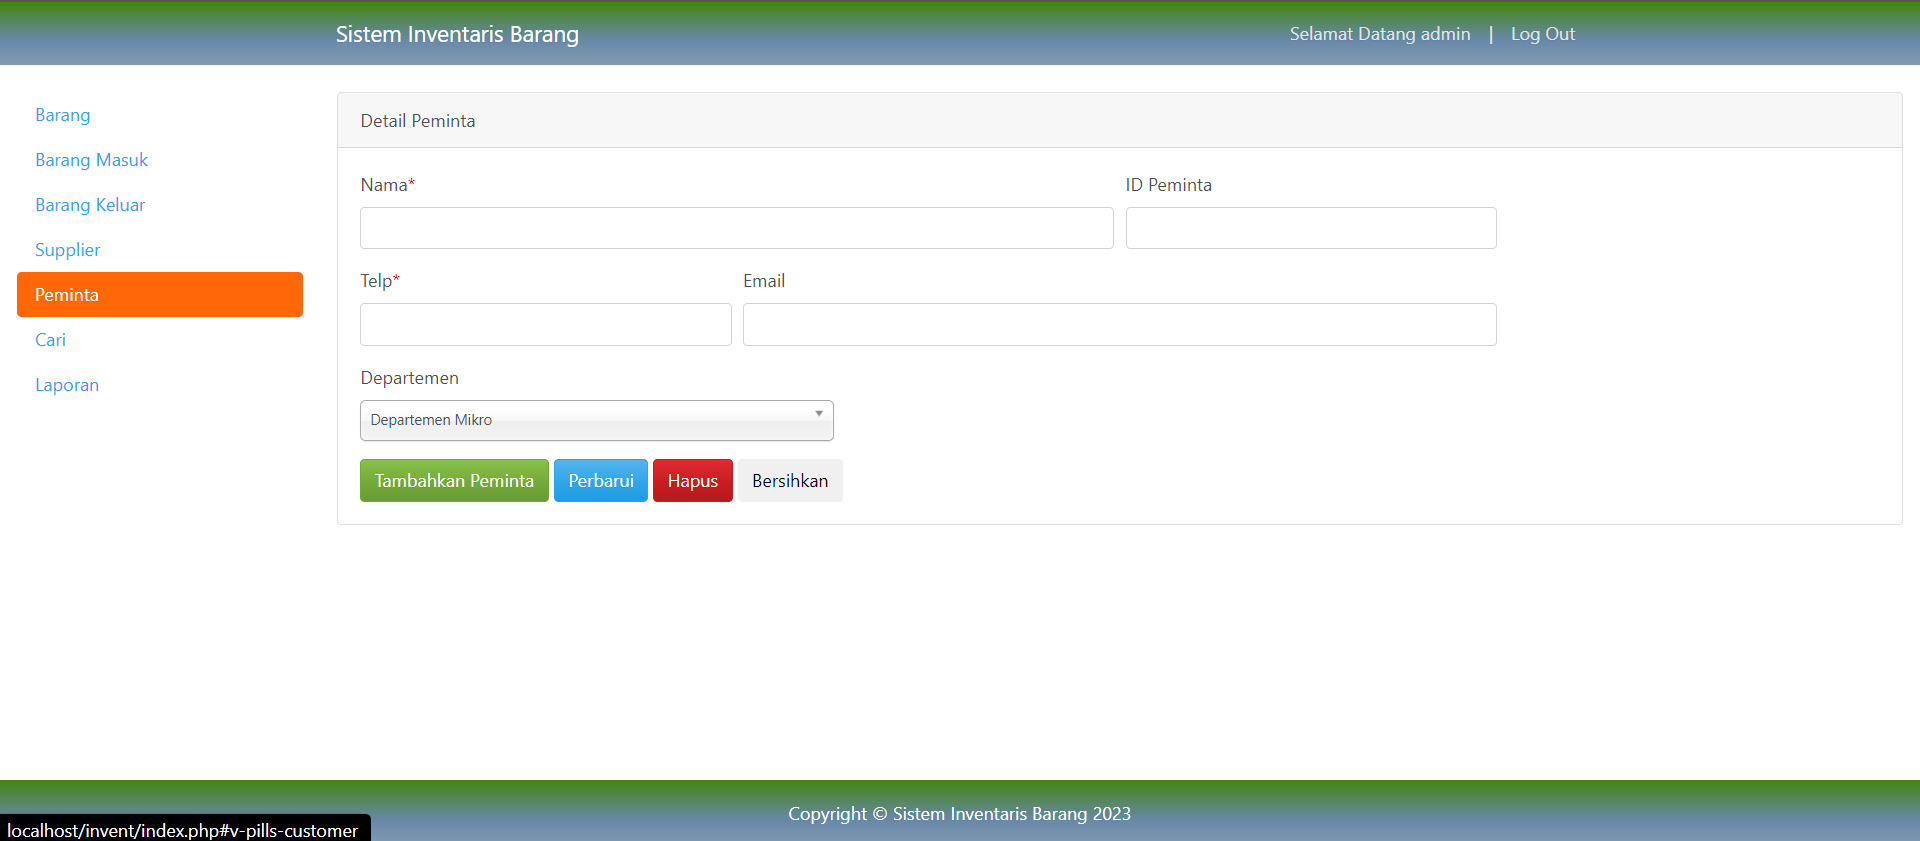 Sistem Inventaris Barang
Selamat Datang admin | Log Out
Barang
Barang Masuk
Barang Keluar
Supplier
Peminta
Cari
Laporan
Detail Peminta
Nama* ID Peminta
Telp* Email
Departemen
Departemen Mikro
Tambahkan Peminta Perbarui Hapus Bersihkan
Copyright © Sistem Inventaris Barang 2023
localhost/invent/index.php#v-pills-customer